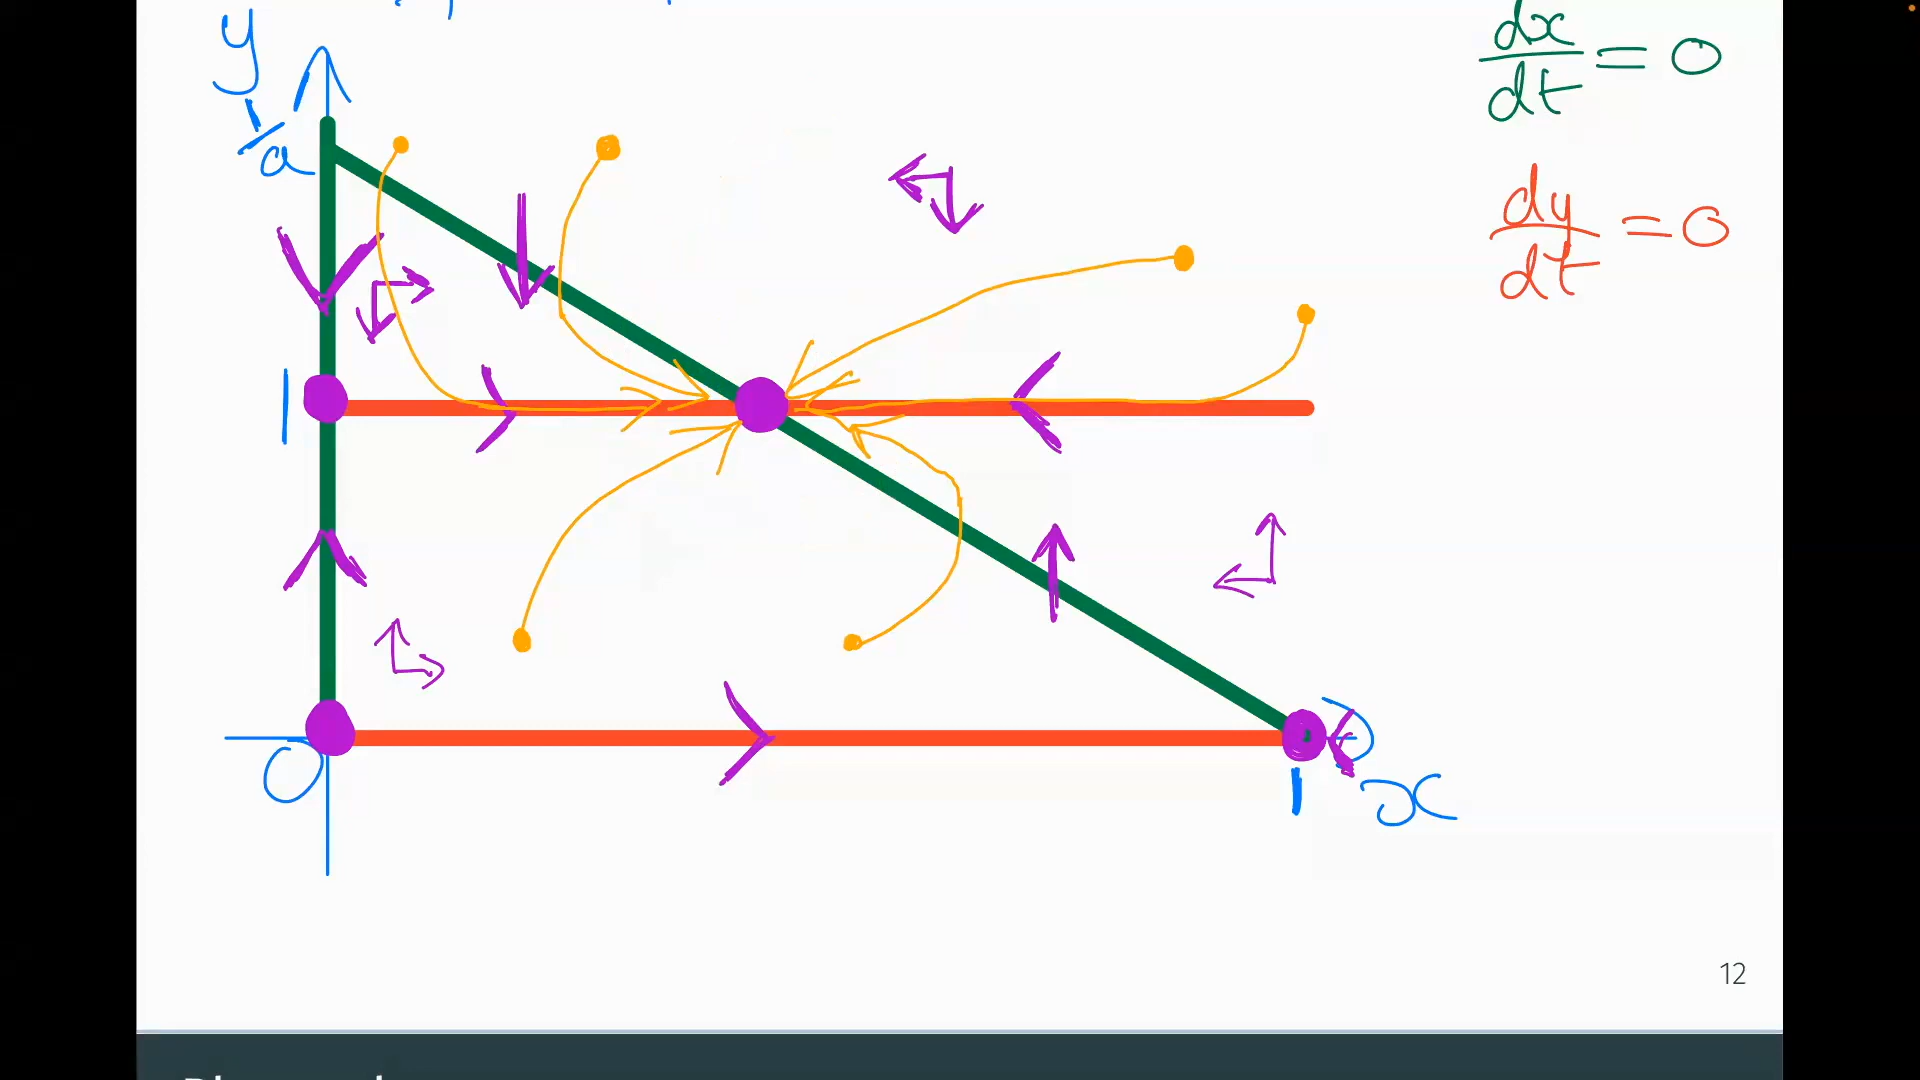 y
dx/dt = 0
1/a
dy/dt = 0
1
0
1
x
12